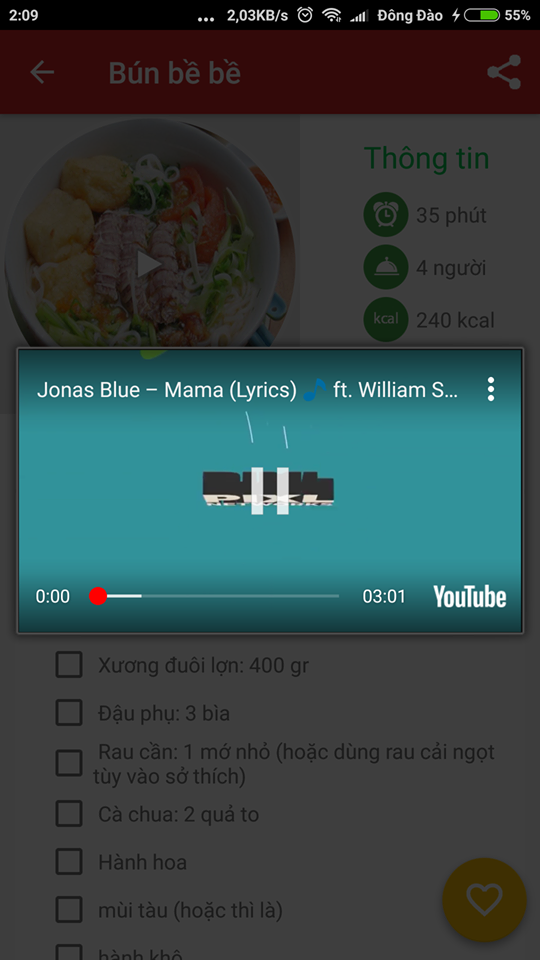 2:09 ... 2,03KB/s Đông Đào 55%
Bún bề bề
Thông tin
35 phút
4 người
kcal 240 kcal
Jonas Blue – Mama (Lyrics) 🎵 ft. William S...
0:00 03:01 YouTube
Xương đuôi lợn: 400 gr
Đậu phụ: 3 bìa
Rau cần: 1 mớ nhỏ (hoặc dùng rau cải ngọt
tùy vào sở thích)
Cà chua: 2 quả to
Hành hoa
mùi tàu (hoặc thì là)
hành khô